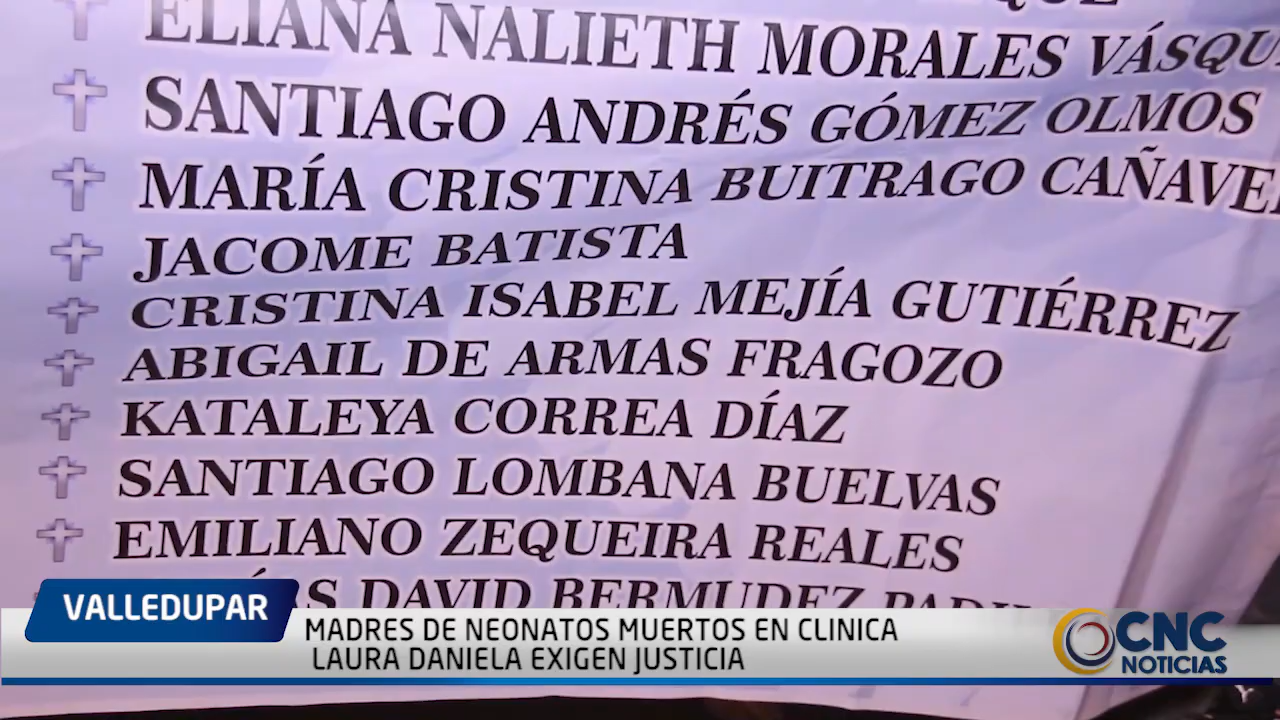 ELIANA NALIETH MORALES
SANTIAGO ANDRÉS GÓMEZ OLMOS
MARÍA CRISTINA BUITRAGO
JACOME BATISTA
CRISTINA ISABEL MEJÍA GUTIÉRREZ
ABIGAIL DE ARMAS FRAGOZO
KATALEYA CORREA DÍAZ
SANTIAGO LOMBANA BUELVAS
EMILIANO ZEQUEIRA REALES
DAVID BERMUDEZ
VALLEDUPAR
MADRES DE NEONATOS MUERTOS EN CLINICA
LAURA DANIELA EXIGEN JUSTICIA
CNC
NOTICIAS